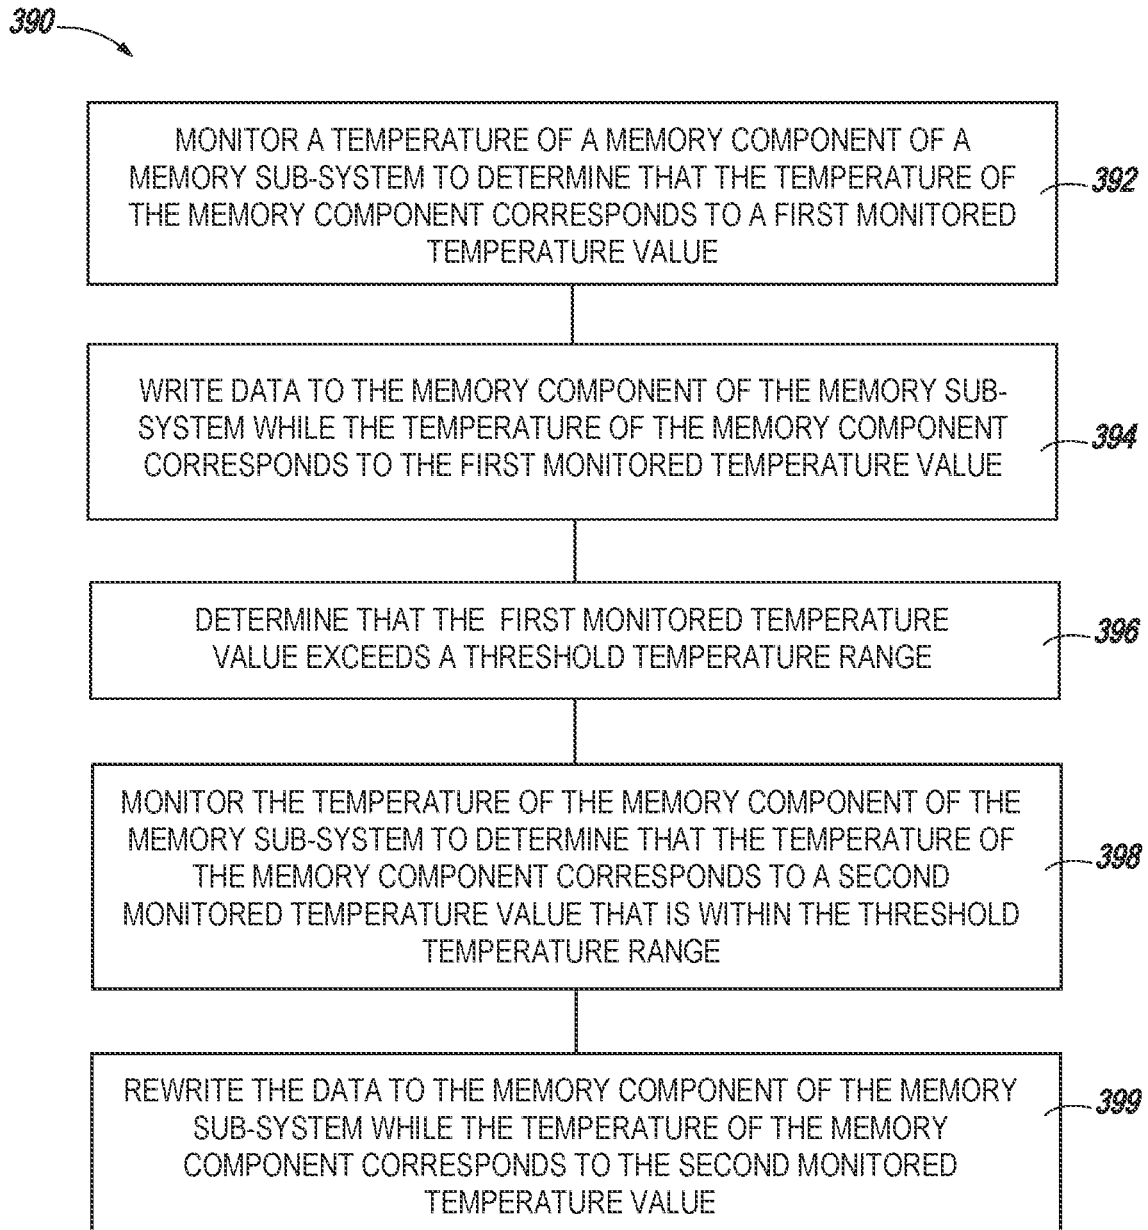 390
MONITOR A TEMPERATURE OF A MEMORY COMPONENT OF A
MEMORY SUB-SYSTEM TO DETERMINE THAT THE TEMPERATURE OF
THE MEMORY COMPONENT CORRESPONDS TO A FIRST MONITORED
TEMPERATURE VALUE
392
WRITE DATA TO THE MEMORY COMPONENT OF THE MEMORY SUB-
SYSTEM WHILE THE TEMPERATURE OF THE MEMORY COMPONENT
CORRESPONDS TO THE FIRST MONITORED TEMPERATURE VALUE
394
DETERMINE THAT THE FIRST MONITORED TEMPERATURE
VALUE EXCEEDS A THRESHOLD TEMPERATURE RANGE
396
MONITOR THE TEMPERATURE OF THE MEMORY COMPONENT OF THE
MEMORY SUB-SYSTEM TO DETERMINE THAT THE TEMPERATURE OF
THE MEMORY COMPONENT CORRESPONDS TO A SECOND
MONITORED TEMPERATURE VALUE THAT IS WITHIN THE THRESHOLD
TEMPERATURE RANGE
398
REWRITE THE DATA TO THE MEMORY COMPONENT OF THE MEMORY
SUB-SYSTEM WHILE THE TEMPERATURE OF THE MEMORY
COMPONENT CORRESPONDS TO THE SECOND MONITORED
TEMPERATURE VALUE
399